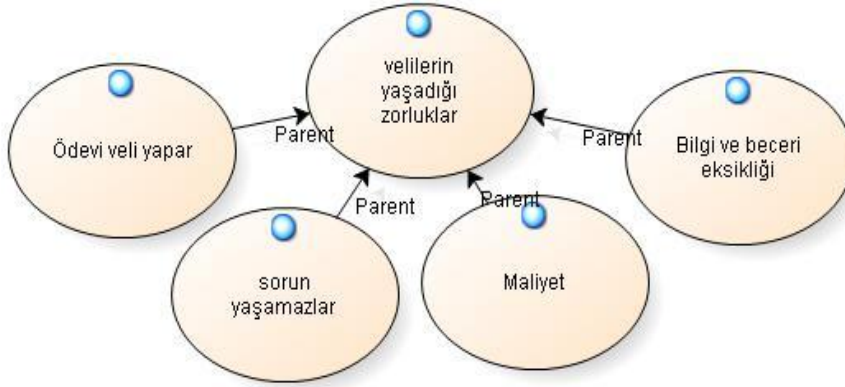 velilerin
yaşadığı
zorluklar
Parent
Parent
Ödevi veli yapar
Bilgi ve beceri
eksikliği
Parent
Parent
sorun
yaşamazlar
Maliyet